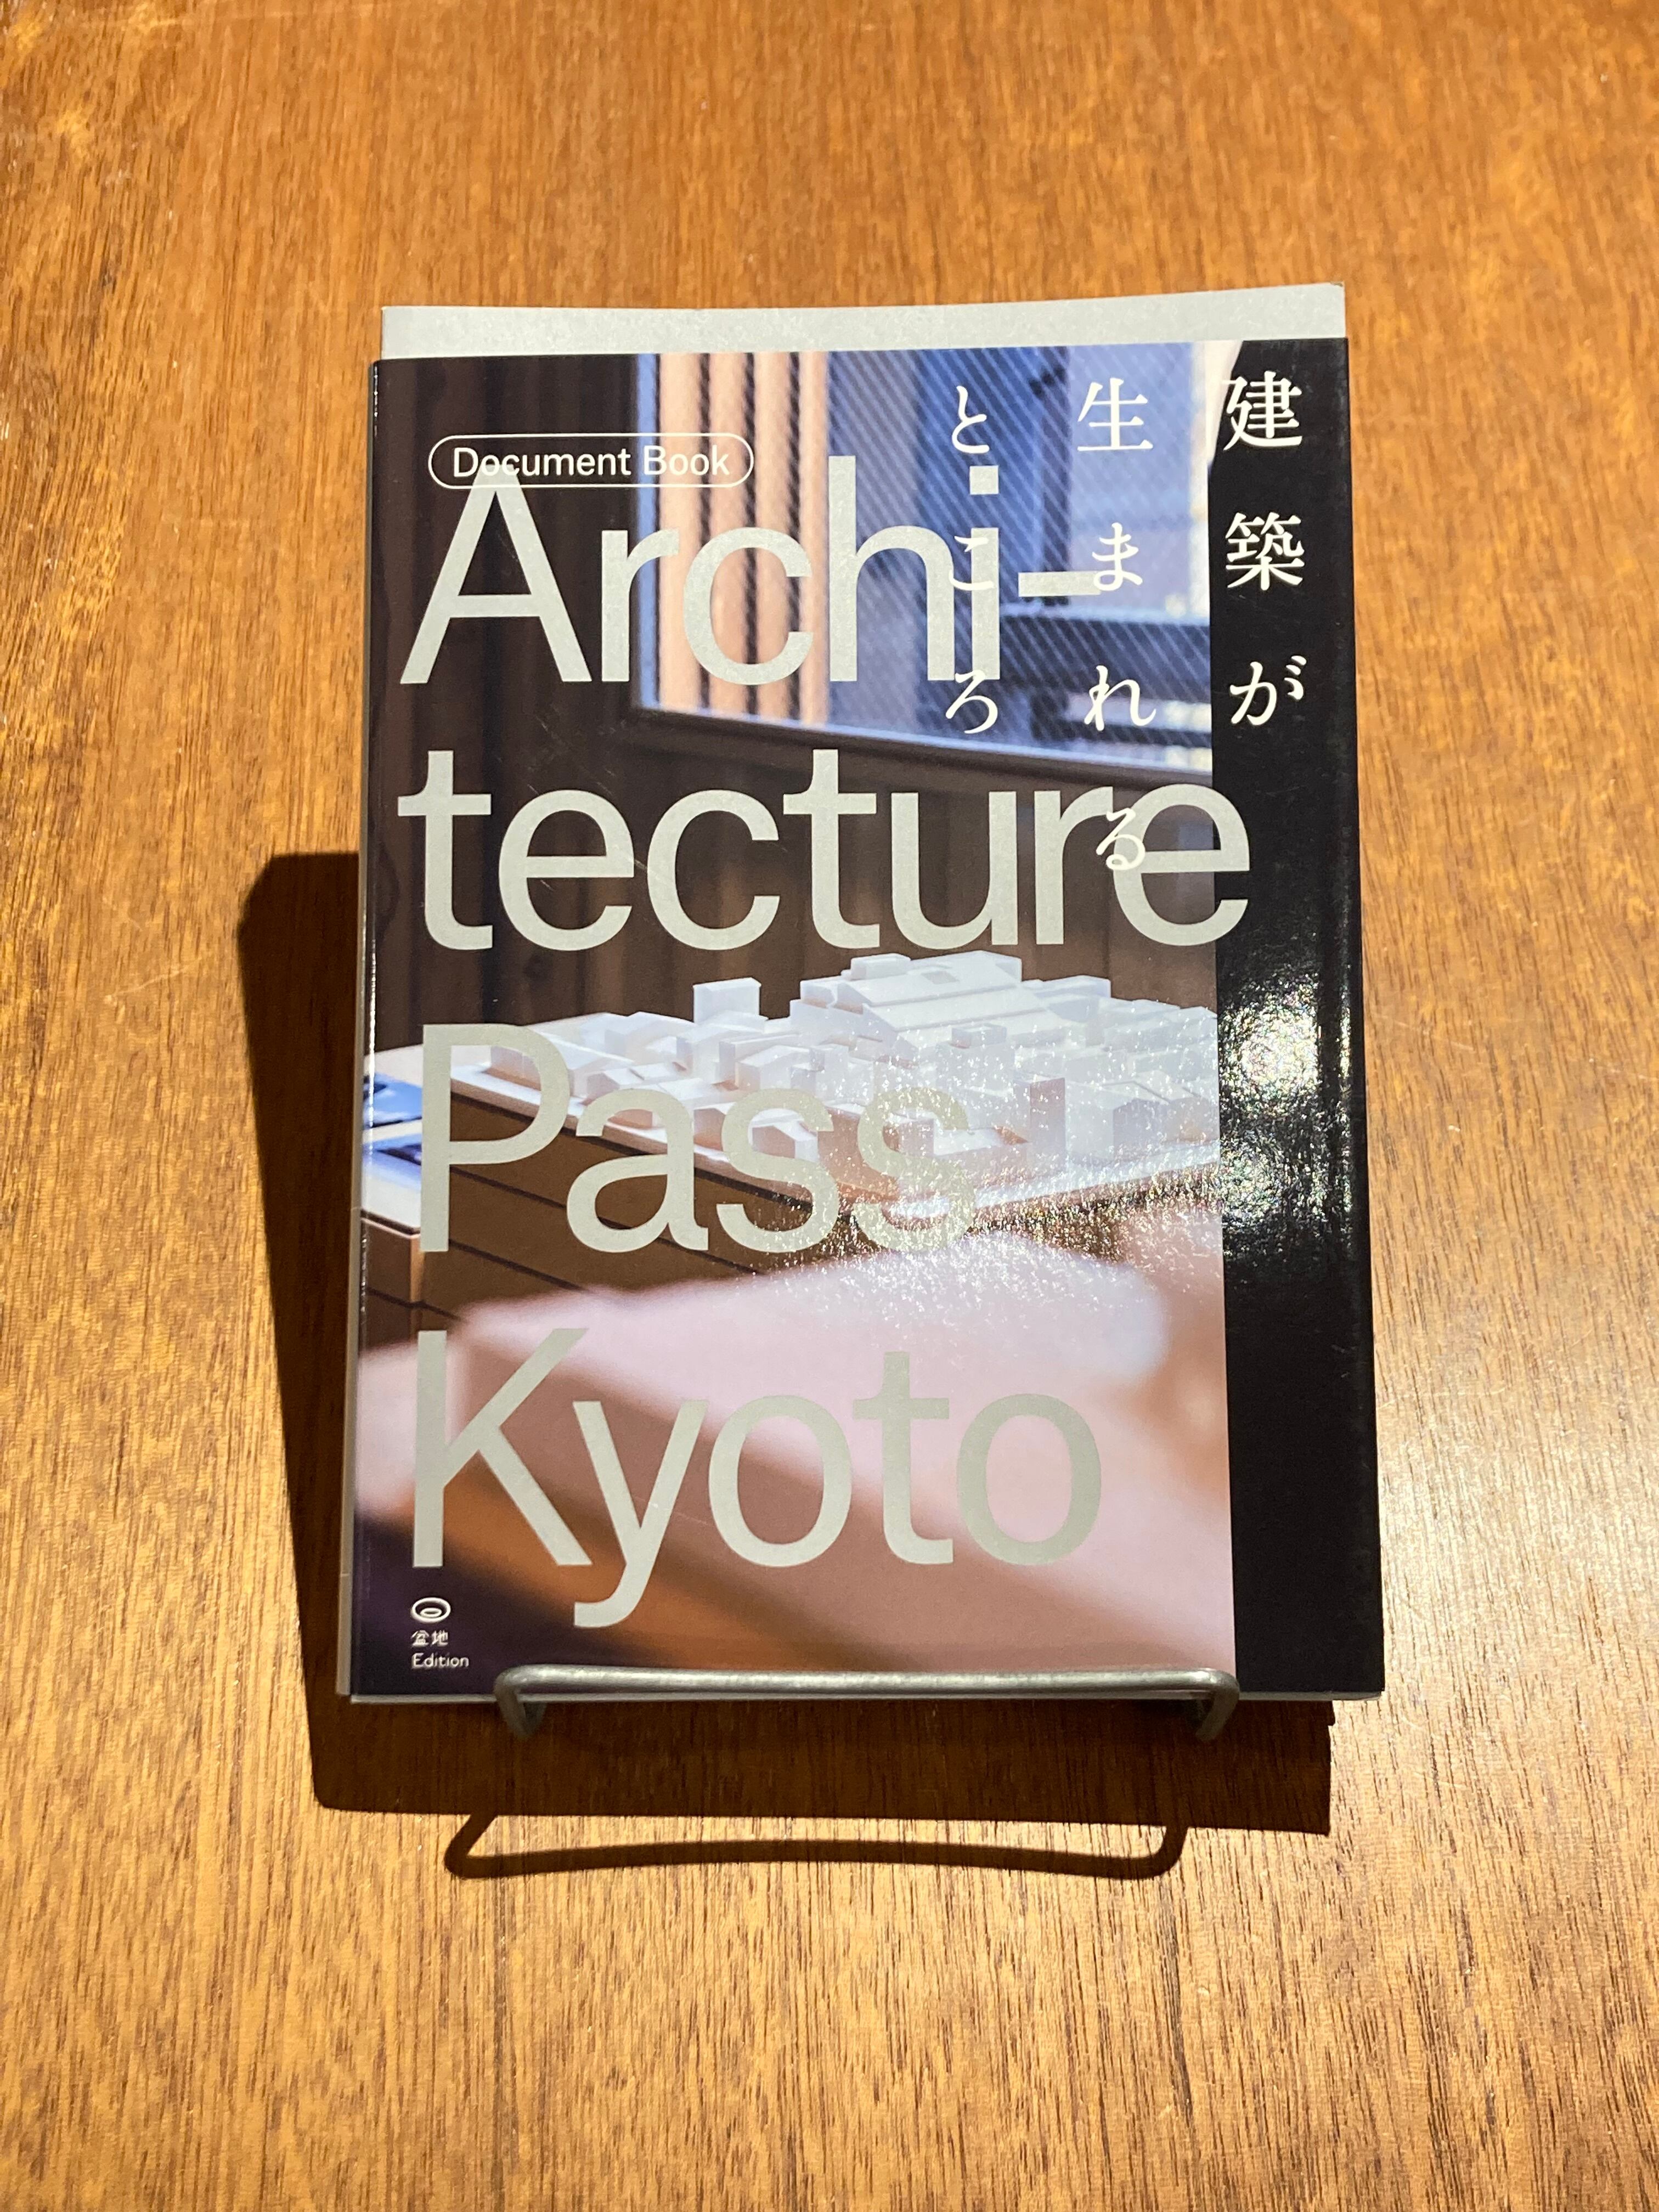 建築が
生まれる
ところ
Document Book
Archi-
tecture
Pass
Kyoto
盆地
Edition